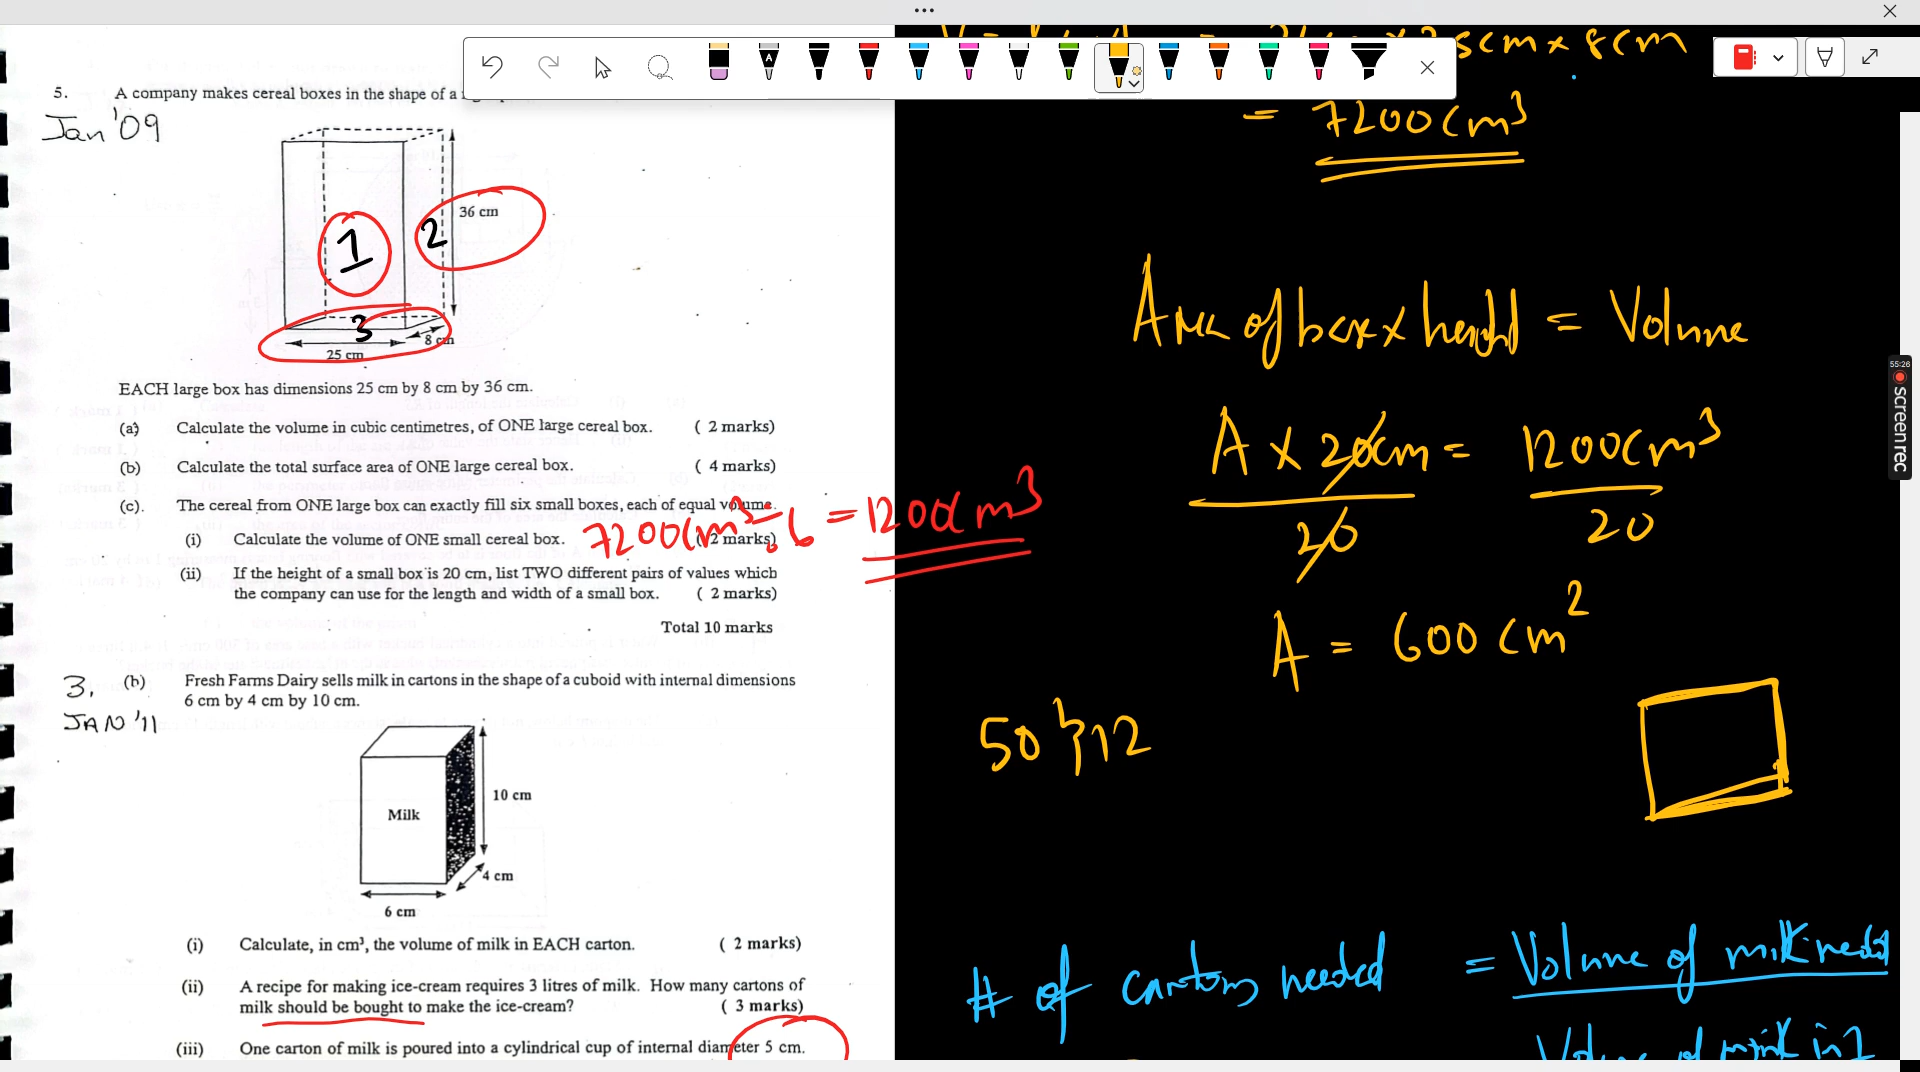 5. A company makes cereal boxes in the shape of a
Jan '09
36 cm
1
2
3
8 cm
25 cm
EACH large box has dimensions 25 cm by 8 cm by 36 cm.
(a) Calculate the volume in cubic centimetres, of ONE large cereal box. ( 2 marks)
(b) Calculate the total surface area of ONE large cereal box. ( 4 marks)
(c). The cereal from ONE large box can exactly fill six small boxes, each of equal volume.
(i) Calculate the volume of ONE small cereal box. ( 2 marks)
7200cm³ ÷ 6 = 1200cm³
(ii) If the height of a small box is 20 cm, list TWO different pairs of values which
the company can use for the length and width of a small box. ( 2 marks)
Total 10 marks
3. (b) Fresh Farms Dairy sells milk in cartons in the shape of a cuboid with internal dimensions
6 cm by 4 cm by 10 cm.
JAN '11
Milk
10 cm
4 cm
6 cm
(i) Calculate, in cm³, the volume of milk in EACH carton. ( 2 marks)
(ii) A recipe for making ice-cream requires 3 litres of milk. How many cartons of
milk should be bought to make the ice-cream? ( 3 marks)
(iii) One carton of milk is poured into a cylindrical cup of internal diameter 5 cm.
5cm x 8cm
= 7200cm³
Area of box x height = Volume
A x 20cm = 1200cm³
20 20
A = 600cm²
50 } 12
# of cartons needed = Volume of milk needed
Volume of milk in 1
55:26
screenrec